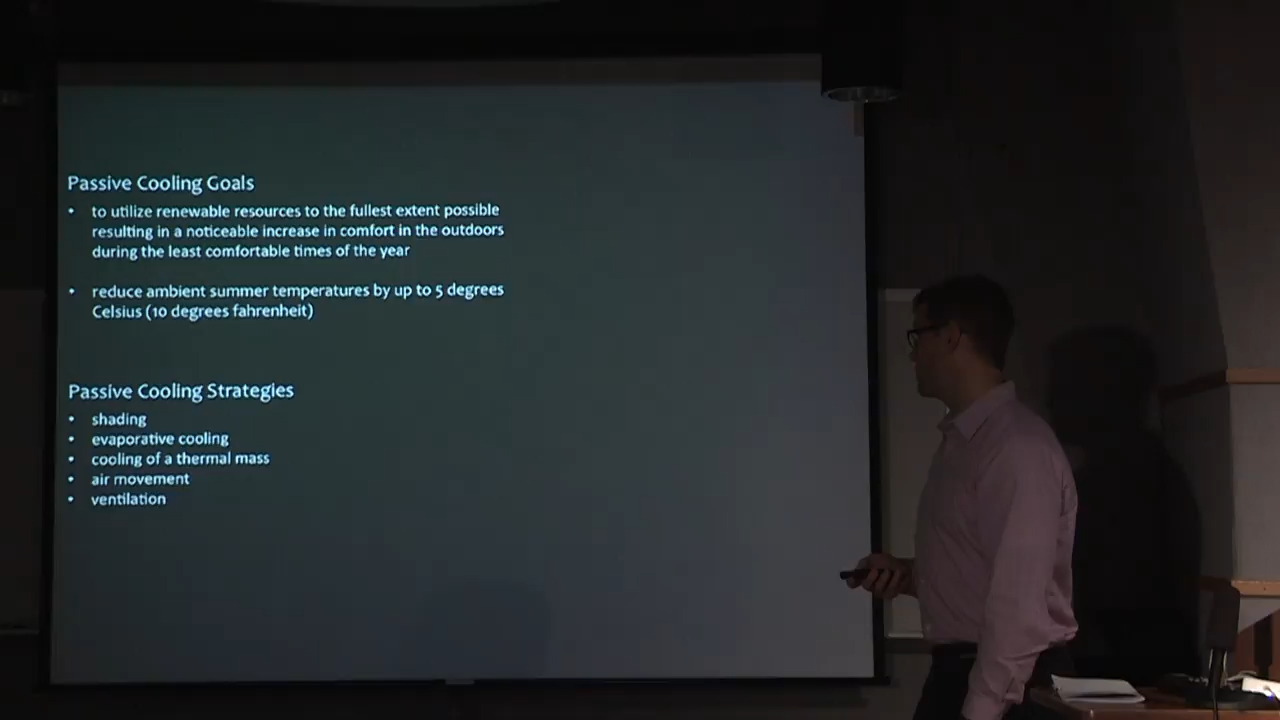 Passive Cooling Goals
• to utilize renewable resources to the fullest extent possible
resulting in a noticeable increase in comfort in the outdoors
during the least comfortable times of the year
• reduce ambient summer temperatures by up to 5 degrees
Celsius (10 degrees fahrenheit)
Passive Cooling Strategies
• shading
• evaporative cooling
• cooling of a thermal mass
• air movement
• ventilation